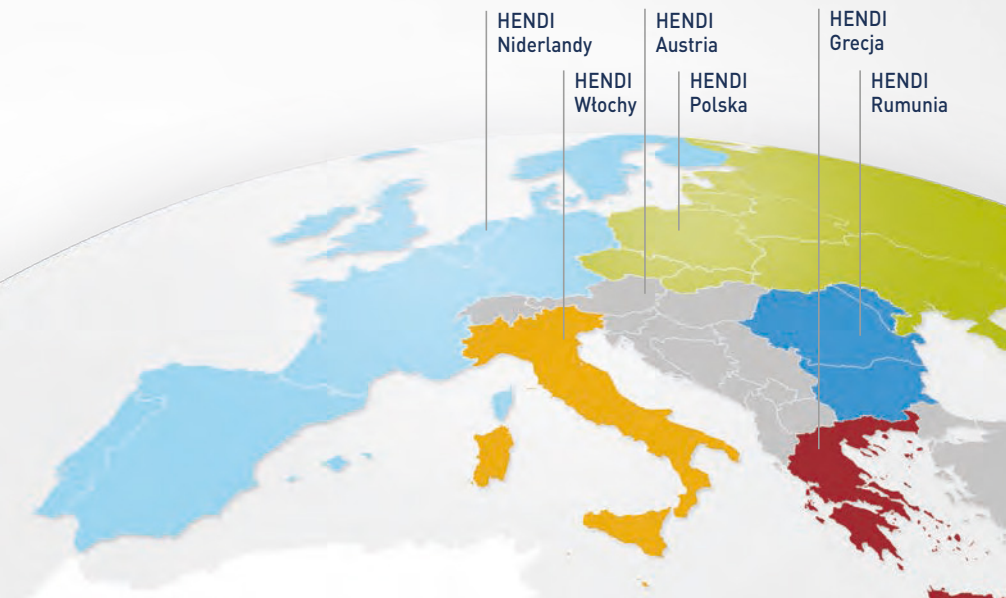 HENDI
Niderlandy
HENDI
Włochy
HENDI
Austria
HENDI
Polska
HENDI
Grecja
HENDI
Rumunia